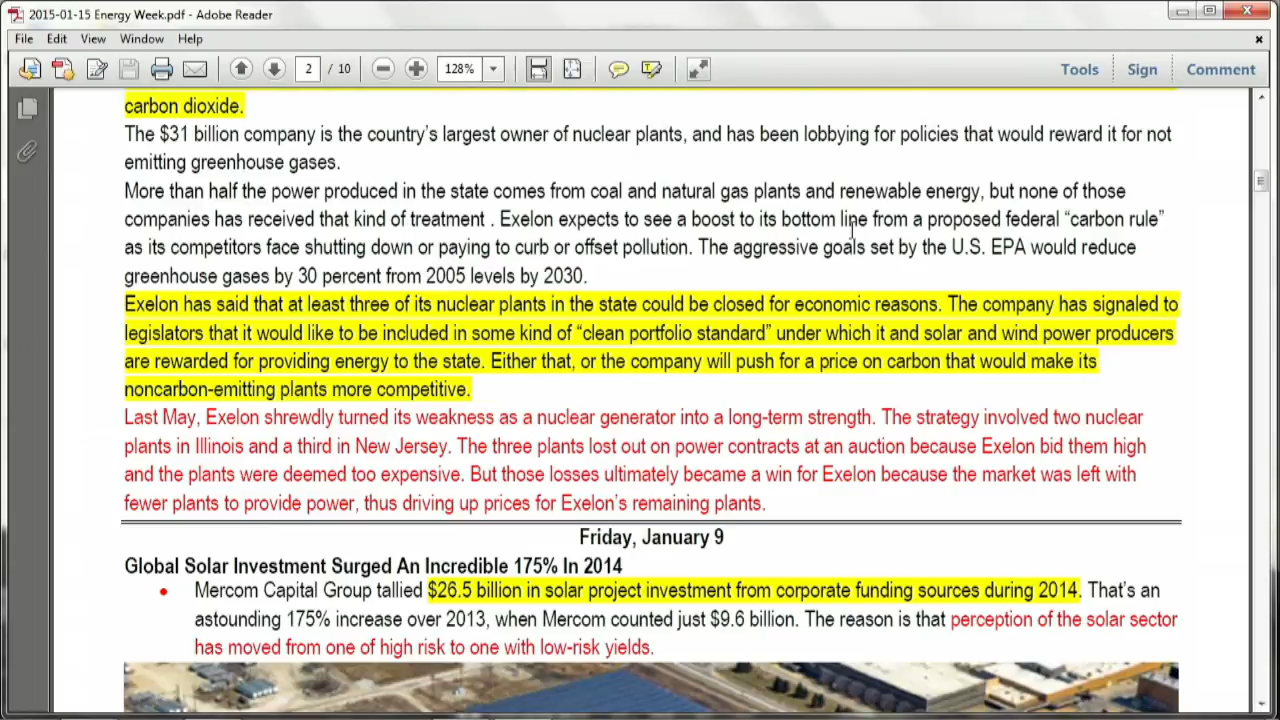 2015-01-15 Energy Week.pdf - Adobe Reader
File Edit View Window Help
2 / 10 128% Tools Sign Comment
carbon dioxide.
The $31 billion company is the country's largest owner of nuclear plants, and has been lobbying for policies that would reward it for not
emitting greenhouse gases.
More than half the power produced in the state comes from coal and natural gas plants and renewable energy, but none of those
companies has received that kind of treatment . Exelon expects to see a boost to its bottom line from a proposed federal “carbon rule”
as its competitors face shutting down or paying to curb or offset pollution. The aggressive goals set by the U.S. EPA would reduce
greenhouse gases by 30 percent from 2005 levels by 2030.
Exelon has said that at least three of its nuclear plants in the state could be closed for economic reasons. The company has signaled to
legislators that it would like to be included in some kind of “clean portfolio standard” under which it and solar and wind power producers
are rewarded for providing energy to the state. Either that, or the company will push for a price on carbon that would make its
noncarbon-emitting plants more competitive.
Last May, Exelon shrewdly turned its weakness as a nuclear generator into a long-term strength. The strategy involved two nuclear
plants in Illinois and a third in New Jersey. The three plants lost out on power contracts at an auction because Exelon bid them high
and the plants were deemed too expensive. But those losses ultimately became a win for Exelon because the market was left with
fewer plants to provide power, thus driving up prices for Exelon's remaining plants.
Friday, January 9
Global Solar Investment Surged An Incredible 175% In 2014
• Mercom Capital Group tallied $26.5 billion in solar project investment from corporate funding sources during 2014. That's an
astounding 175% increase over 2013, when Mercom counted just $9.6 billion. The reason is that perception of the solar sector
has moved from one of high risk to one with low-risk yields.